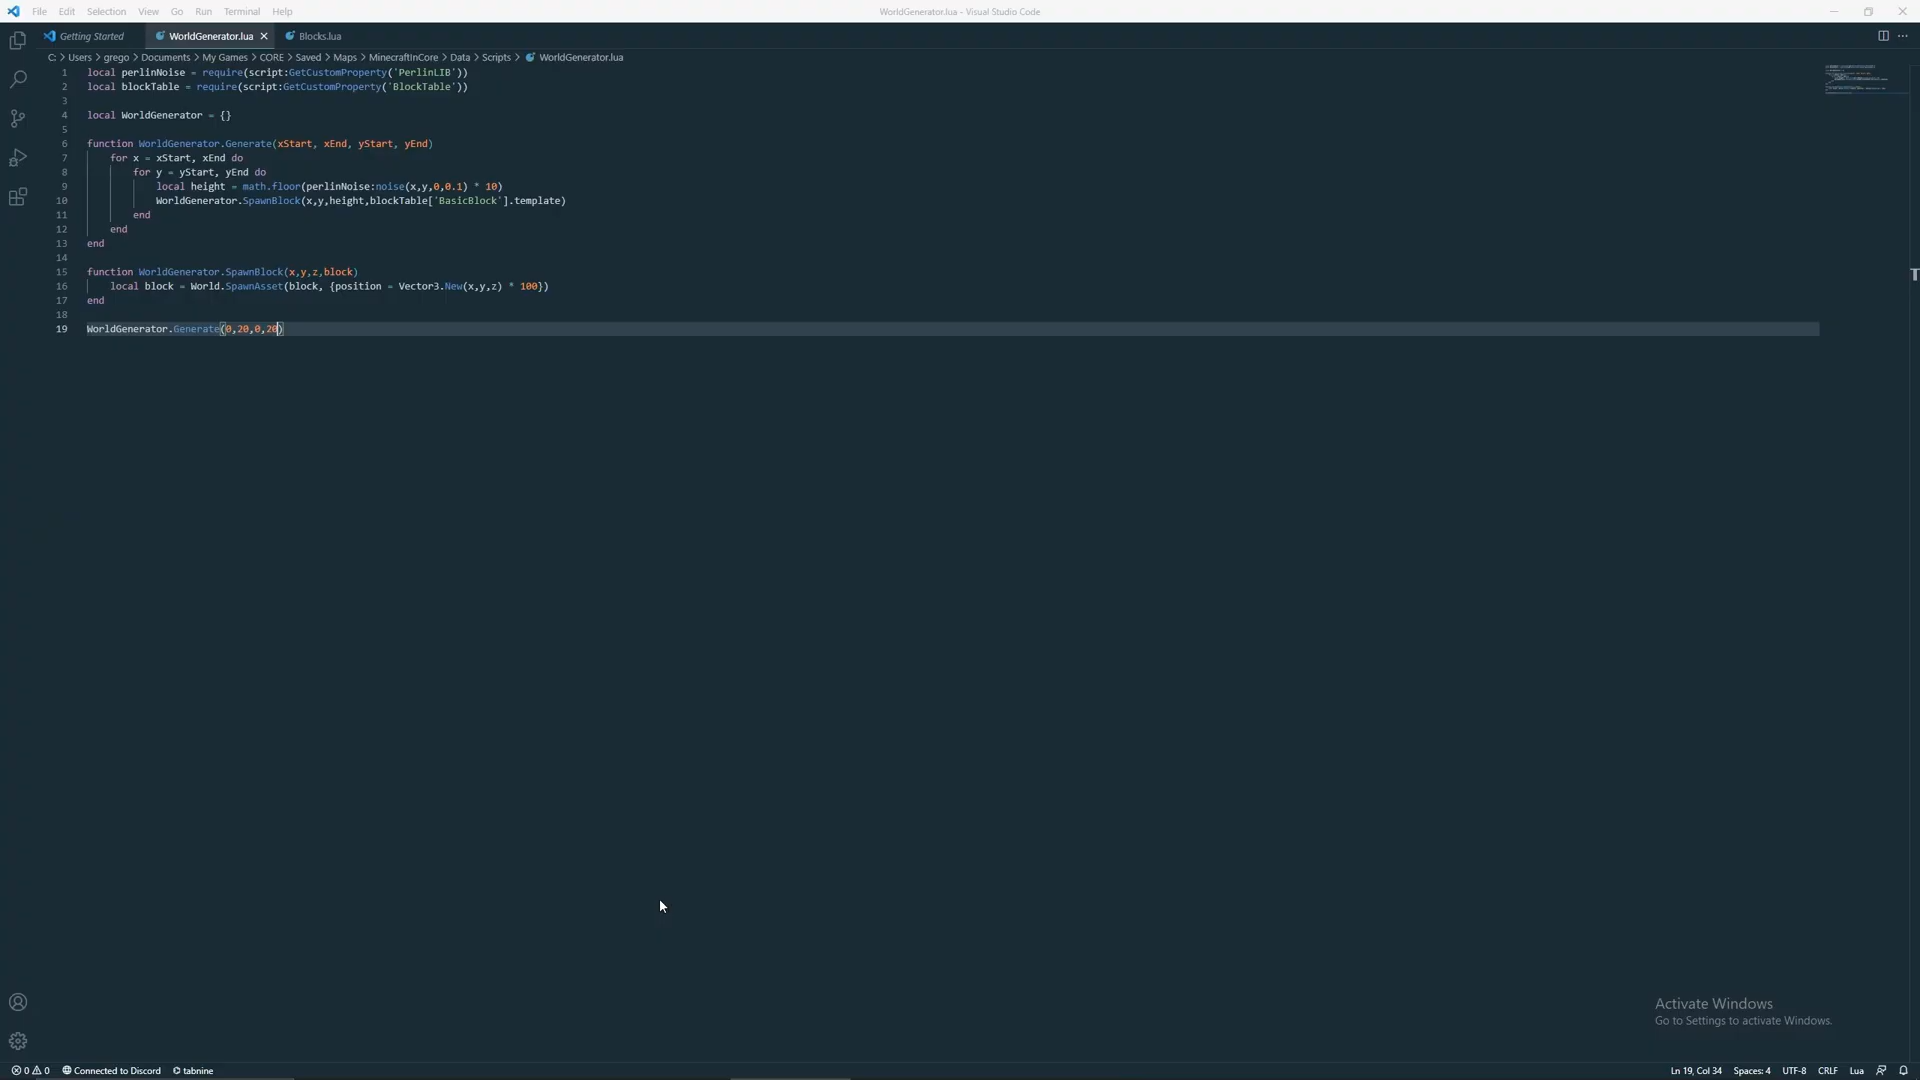 File Edit Selection View Go Run Terminal Help
WorldGenerator.lua - Visual Studio Code
Getting Started WorldGenerator.lua Blocks.lua
C: > Users > grego > Documents > My Games > CORE > Saved > Maps > MinecraftInCore > Data > Scripts > WorldGenerator.lua
1 local perlinNoise = require(script:GetCustomProperty('PerlinLIB'))
2 local blockTable = require(script:GetCustomProperty('BlockTable'))
3
4 local WorldGenerator = {}
5
6 function WorldGenerator.Generate(xStart, xEnd, yStart, yEnd)
7 for x = xStart, xEnd do
8 for y = yStart, yEnd do
9 local height = math.floor(perlinNoise:noise(x,y,0,0.1) * 10)
10 WorldGenerator.SpawnBlock(x,y,height,blockTable['BasicBlock'].template)
11 end
12 end
13 end
14
15 function WorldGenerator.SpawnBlock(x,y,z,block)
16 local block = World.SpawnAsset(block, {position = Vector3.New(x,y,z) * 100})
17 end
18
19 WorldGenerator.Generate(0,20,0,20)
Activate Windows
Go to Settings to activate Windows.
0 0 Connected to Discord tabnine Ln 19, Col 34 Spaces: 4 UTF-8 CRLF Lua